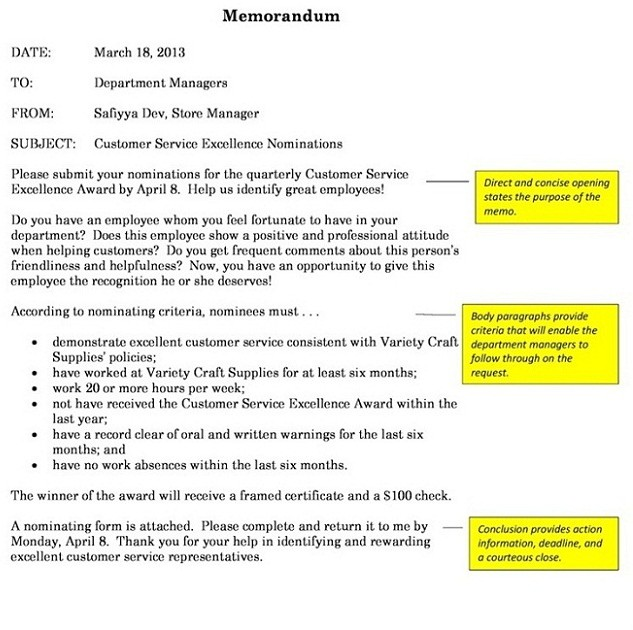 Memorandum
DATE: March 18, 2013
TO: Department Managers
FROM: Safiyya Dev, Store Manager
SUBJECT: Customer Service Excellence Nominations
Please submit your nominations for the quarterly Customer Service
Excellence Award by April 8. Help us identify great employees!
Direct and concise opening
states the purpose of the
memo.
Do you have an employee whom you feel fortunate to have in your
department? Does this employee show a positive and professional attitude
when helping customers? Do you get frequent comments about this person's
friendliness and helpfulness? Now, you have an opportunity to give this
employee the recognition he or she deserves!
According to nominating criteria, nominees must . . .
Body paragraphs provide
criteria that will enable the
department managers to
follow through on the
request.
• demonstrate excellent customer service consistent with Variety Craft
Supplies' policies;
• have worked at Variety Craft Supplies for at least six months;
• work 20 or more hours per week;
• not have received the Customer Service Excellence Award within the
last year;
• have a record clear of oral and written warnings for the last six
months; and
• have no work absences within the last six months.
The winner of the award will receive a framed certificate and a $100 check.
A nominating form is attached. Please complete and return it to me by
Monday, April 8. Thank you for your help in identifying and rewarding
excellent customer service representatives.
Conclusion provides action
information, deadline, and
a courteous close.